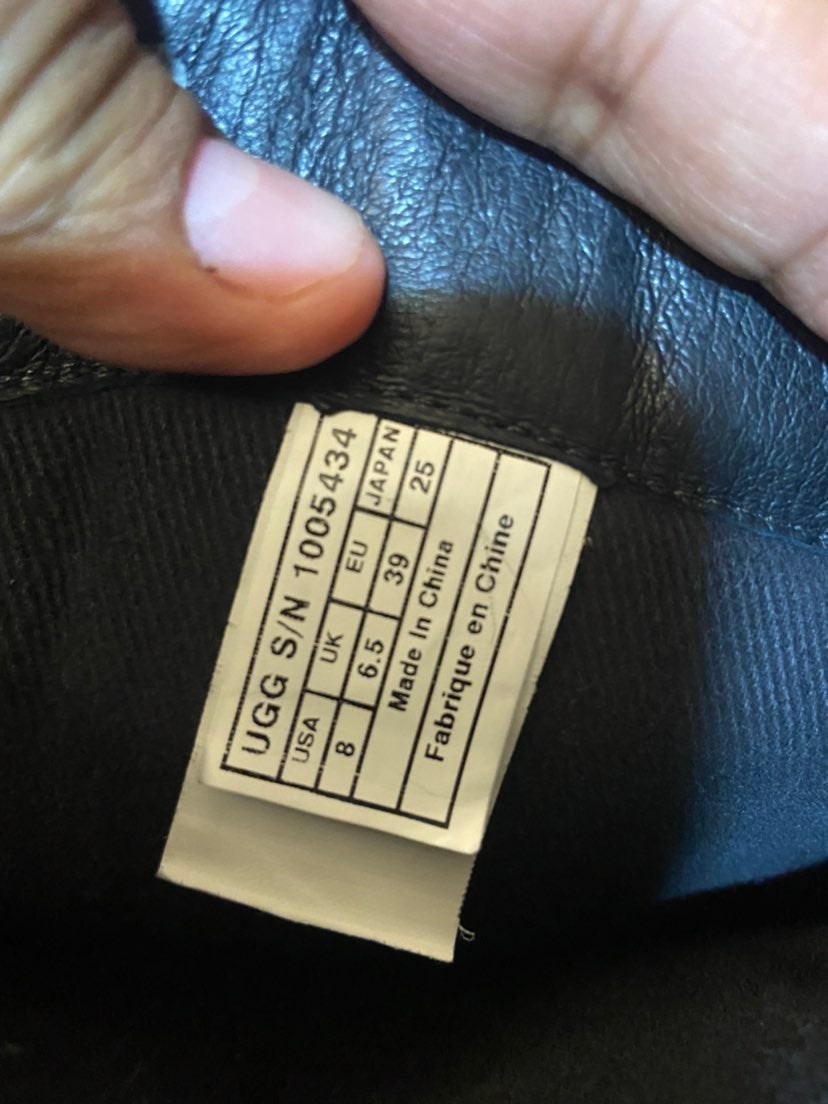 UGG S/N 1005434
USA UK EU JAPAN
8 6.5 39 25
Made In China
Fabrique en Chine